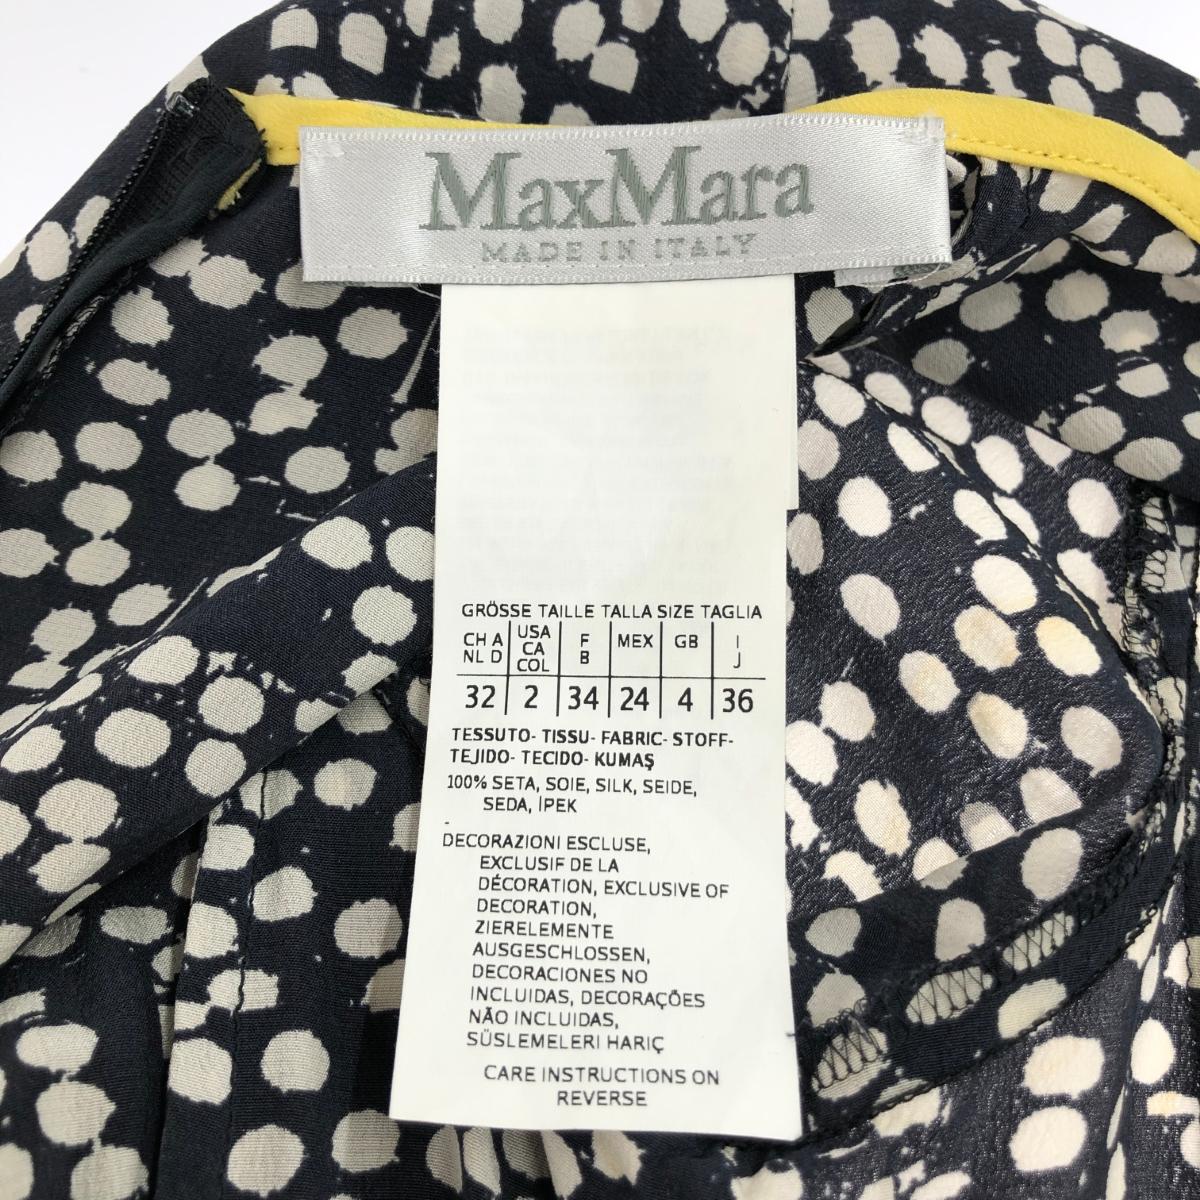 MaxMara
MADE IN ITALY
GRÖSSE TAILLE TALLA SIZE TAGLIA
CH A NL D | USA CA COL | F B | MEX | GB | I J
32 | 2 | 34 | 24 | 4 | 36
TESSUTO- TISSU- FABRIC- STOFF-
TEJIDO- TECIDO- KUMAŞ
100% SETA, SOIE, SILK, SEIDE,
SEDA, İPEK
DECORAZIONI ESCLUSE,
EXCLUSIF DE LA
DÉCORATION, EXCLUSIVE OF
DECORATION,
ZIERELEMENTE
AUSGESCHLOSSEN,
DECORACIONES NO
INCLUIDAS, DECORAÇÕES
NÃO INCLUIDAS,
SÜSLEMELERI HARIÇ
CARE INSTRUCTIONS ON
REVERSE